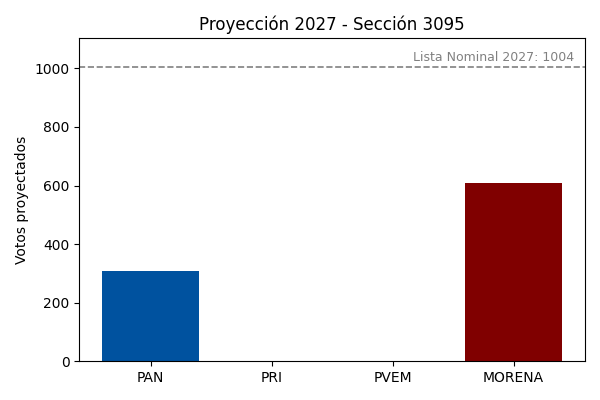 Proyección 2027 - Sección 3095
Lista Nominal 2027: 1004
Votos proyectados
1000
800
600
400
200
0
PAN PRI PVEM MORENA